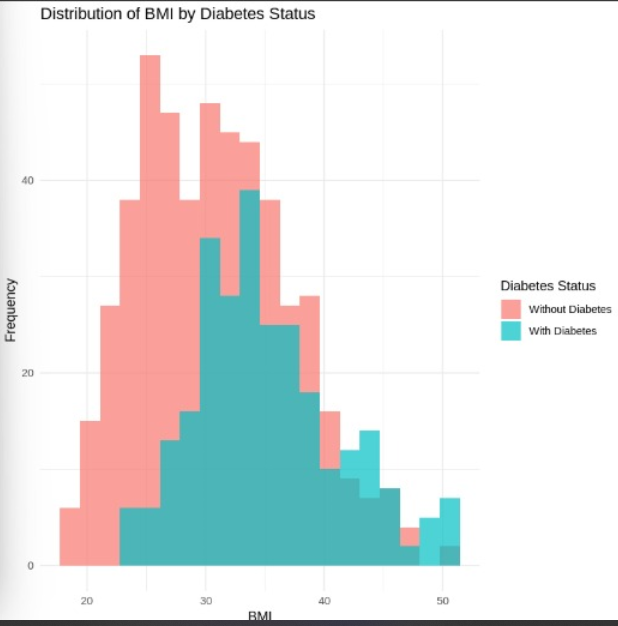 Distribution of BMI by Diabetes Status
40
20
0
Frequency
20 30 40 50
BMI
Diabetes Status
Without Diabetes
With Diabetes